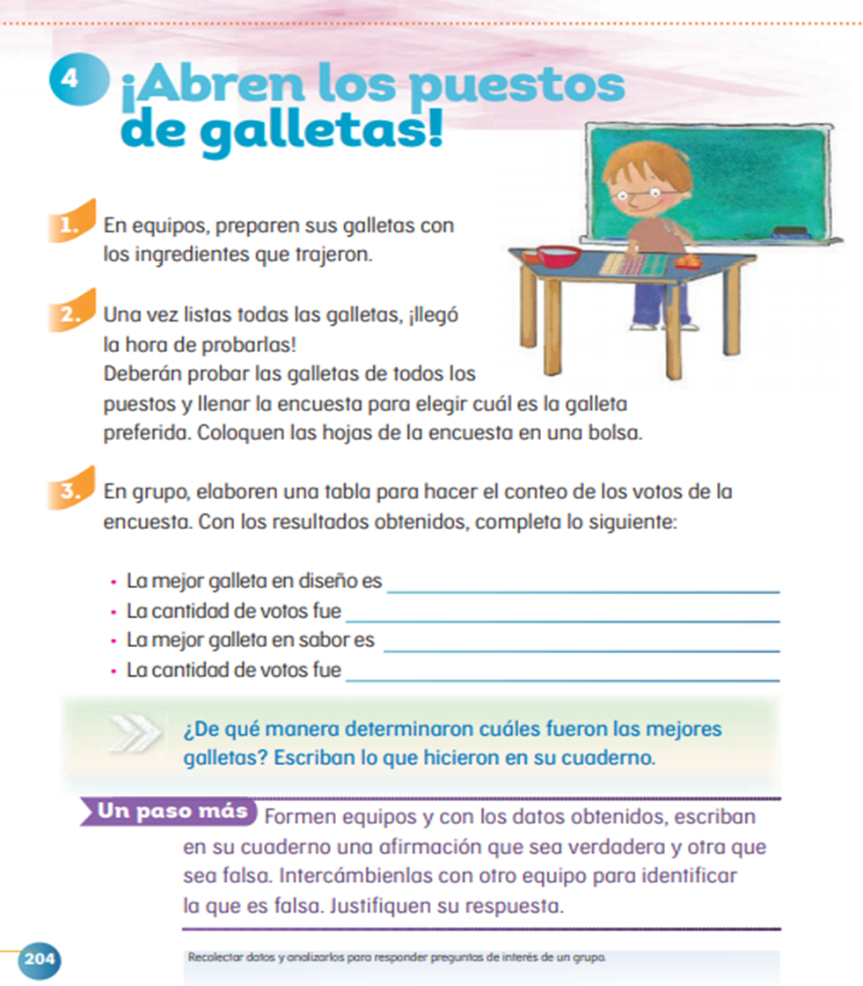 4 ¡Abren los puestos
de galletas!
1. En equipos, preparen sus galletas con
los ingredientes que trajeron.
2. Una vez listas todas las galletas, ¡llegó
la hora de probarlas!
Deberán probar las galletas de todos los
puestos y llenar la encuesta para elegir cuál es la galleta
preferida. Coloquen las hojas de la encuesta en una bolsa.
3. En grupo, elaboren una tabla para hacer el conteo de los votos de la
encuesta. Con los resultados obtenidos, completa lo siguiente:
• La mejor galleta en diseño es
• La cantidad de votos fue
• La mejor galleta en sabor es
• La cantidad de votos fue
¿De qué manera determinaron cuáles fueron las mejores
galletas? Escriban lo que hicieron en su cuaderno.
Un paso más Formen equipos y con los datos obtenidos, escriban
en su cuaderno una afirmación que sea verdadera y otra que
sea falsa. Intercámbienlas con otro equipo para identificar
la que es falsa. Justifiquen su respuesta.
204 Recolectar datos y analizarlos para responder preguntas de interés de un grupo.